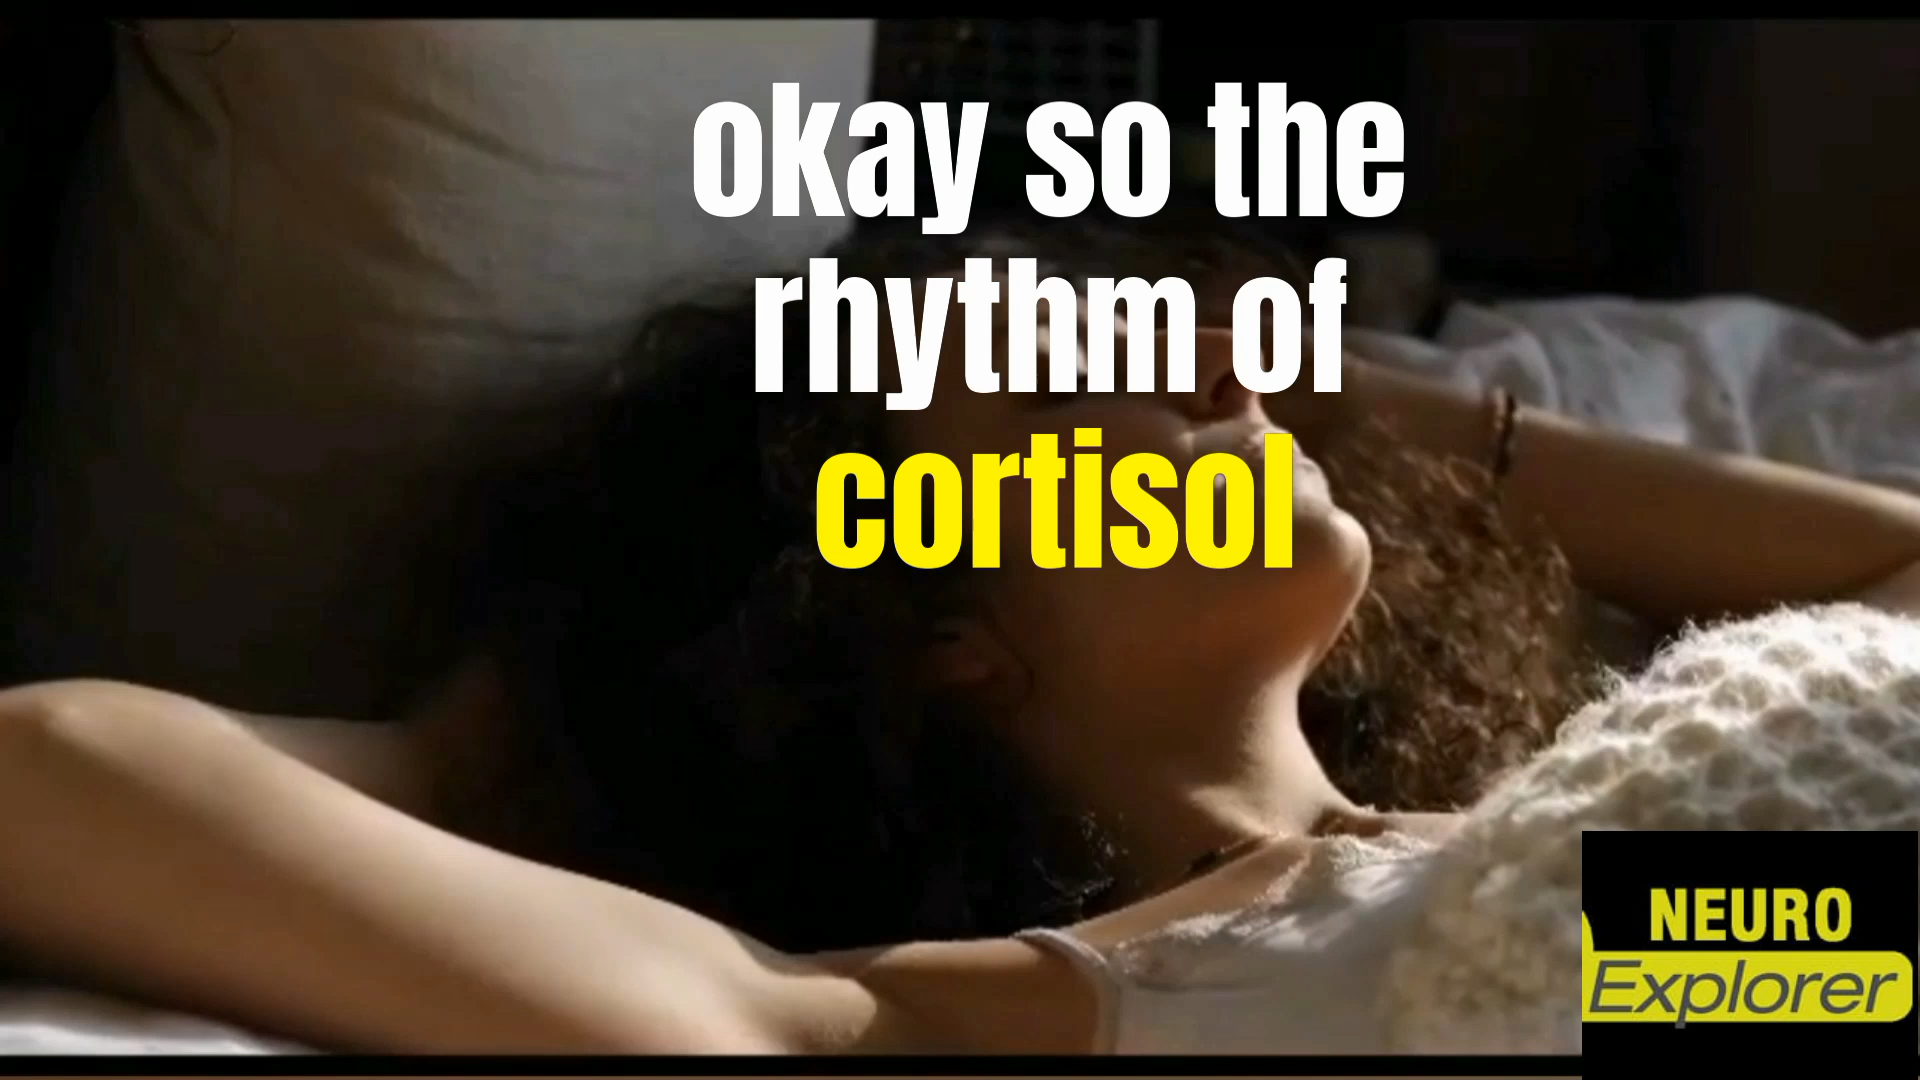 okay so the
rhythm of
cortisol
NEURO
Explorer